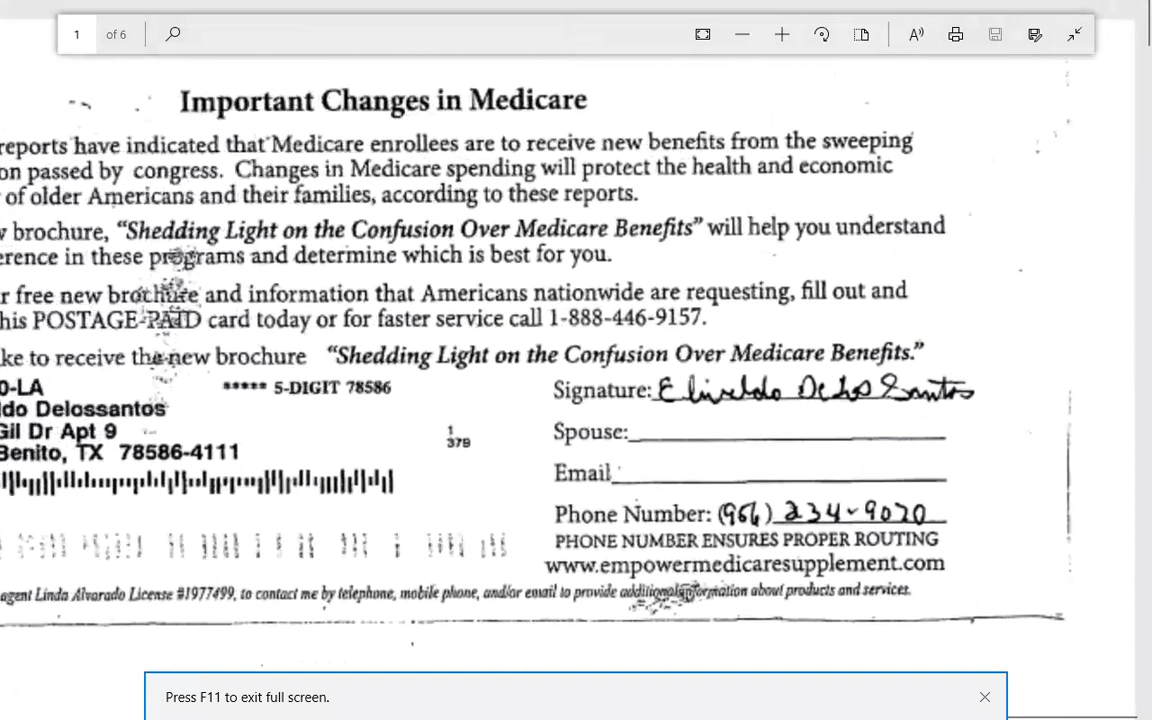 1 of 6
Important Changes in Medicare
reports have indicated that Medicare enrollees are to receive new benefits from the sweeping
on passed by congress. Changes in Medicare spending will protect the health and economic
of older Americans and their families, according to these reports.
w brochure, “Shedding Light on the Confusion Over Medicare Benefits” will help you understand
erence in these programs and determine which is best for you.
r free new brochure and information that Americans nationwide are requesting, fill out and
his POSTAGE-PAID card today or for faster service call 1-888-446-9157.
ke to receive the new brochure “Shedding Light on the Confusion Over Medicare Benefits.”
0-LA ***** 5-DIGIT 78586
ldo Delossantos
Gil Dr Apt 9
Benito, TX 78586-4111
1
379
Signature: Eliseldo De Los Santos
Spouse:
Email
Phone Number: (956) 234-9020
PHONE NUMBER ENSURES PROPER ROUTING
www.empowermedicaresupplement.com
agent Linda Alvarado License #1977499, to contact me by telephone, mobile phone, and/or email to provide additional information about products and services.
Press F11 to exit full screen.